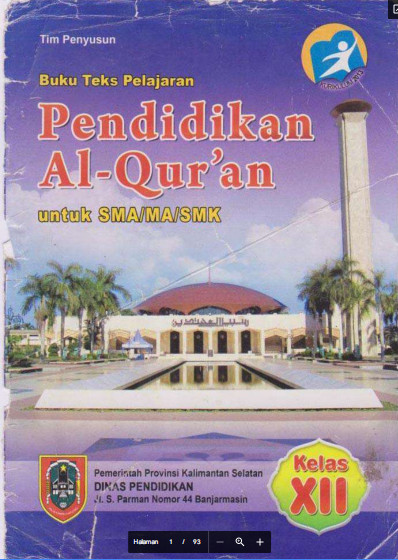 Tim Penyusun
Buku Teks Pelajaran
Pendidikan
Al-Qur'an
untuk SMA/MA/SMK
Kelas
XII
Pemerintah Provinsi Kalimantan Selatan
DINAS PENDIDIKAN
Jl. S. Parman Nomor 44 Banjarmasin
Halaman 1 / 93